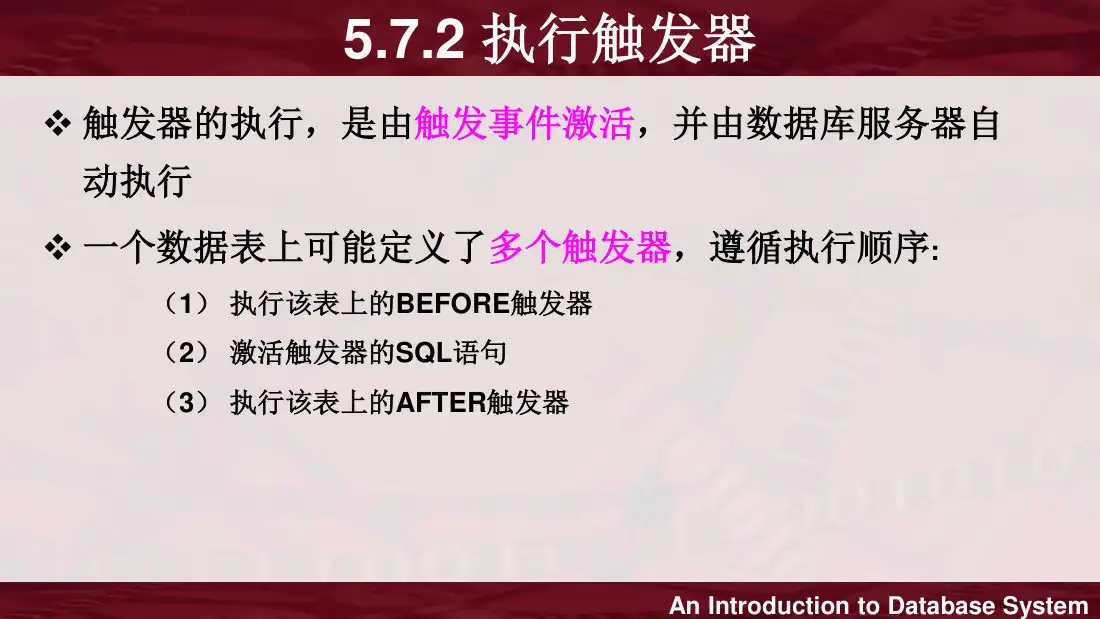 5.7.2 执行触发器
❖ 触发器的执行，是由触发事件激活，并由数据库服务器自
动执行
❖ 一个数据表上可能定义了多个触发器，遵循执行顺序:
（1） 执行该表上的BEFORE触发器
（2） 激活触发器的SQL语句
（3） 执行该表上的AFTER触发器
An Introduction to Database System